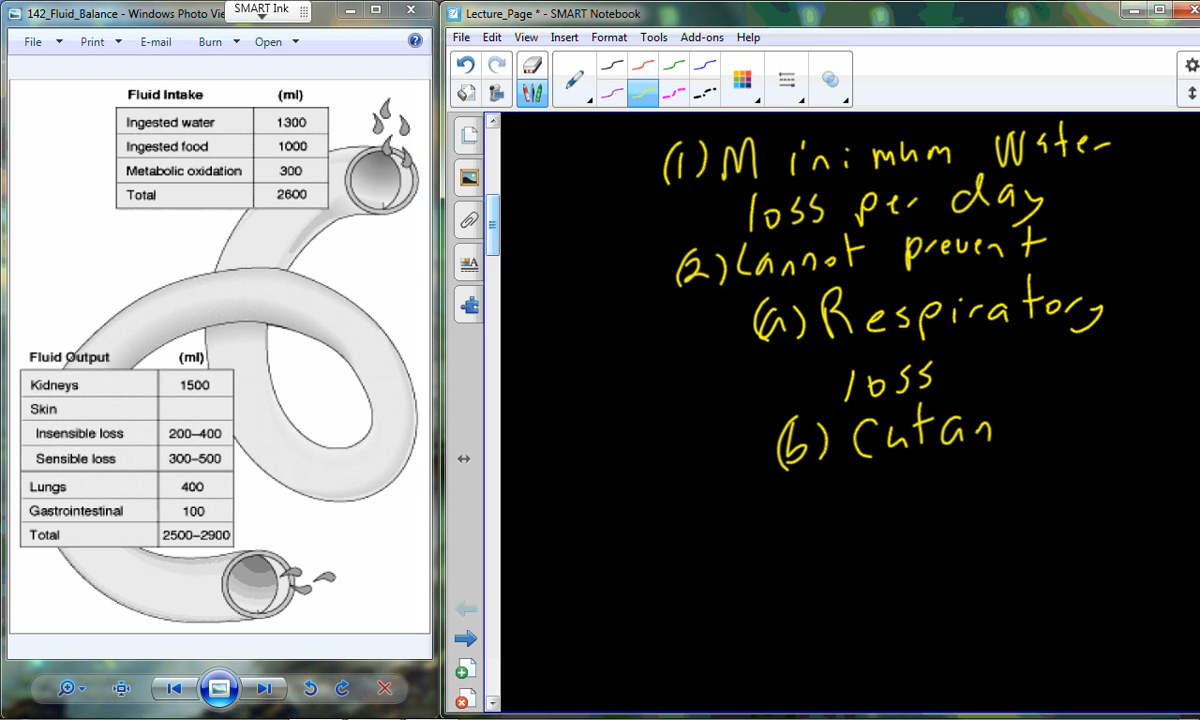 142_Fluid_Balance - Windows Photo Vie
SMART Ink
File Print E-mail Burn Open
Fluid Intake (ml)
Ingested water 1300
Ingested food 1000
Metabolic oxidation 300
Total 2600
Fluid Output (ml)
Kidneys 1500
Skin
Insensible loss 200–400
Sensible loss 300–500
Lungs 400
Gastrointestinal 100
Total 2500–2900
Lecture_Page * - SMART Notebook
File Edit View Insert Format Tools Add-ons Help
(1) Minimum Water
loss per day
(2) Cannot prevent
(a) Respiratory
loss
(b) Cutan